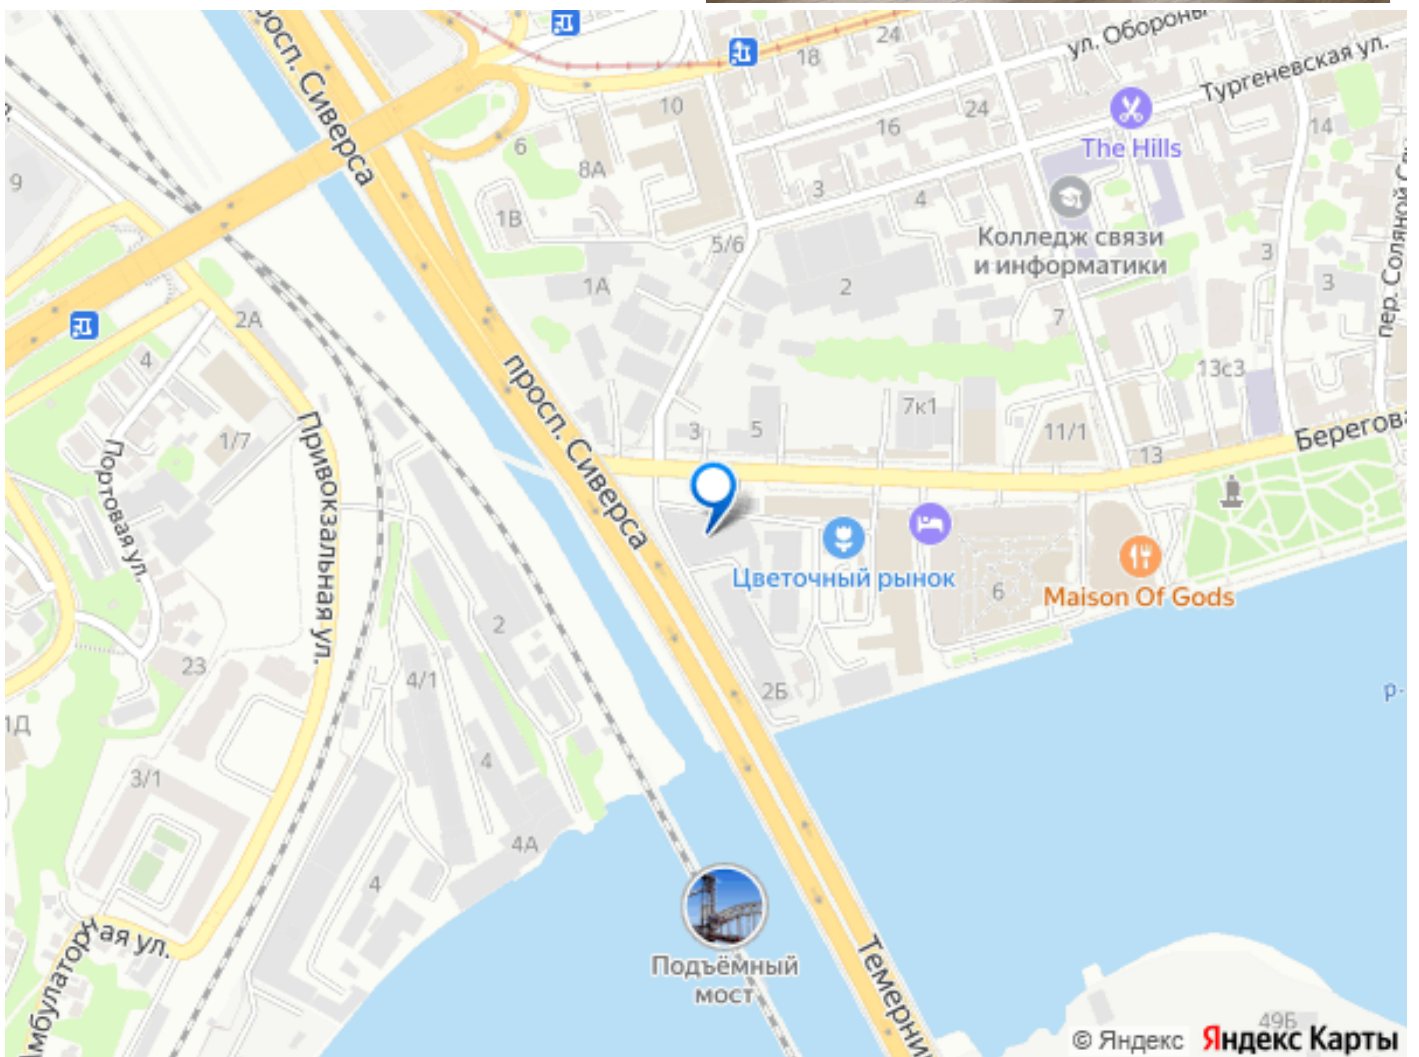 просп. Сиверса
18
24
ул. Обороны
Тургеневская ул.
10
16
24
The Hills
14
6
8А
9
3
4
1В
5/6
Колледж связи
и информатики
3
3
1А
2
7
2А
4
просп. Сиверса
13с3
7к1
3
5
11/1
13
Привокзальная ул.
Портовая ул.
1/7
Цветочный рынок
6
Maison Of Gods
2
23
4/1
2Б
1Д
4
3/1
4А
4
Подъёмный
мост
49Б
© Яндекс Яндекс Карты